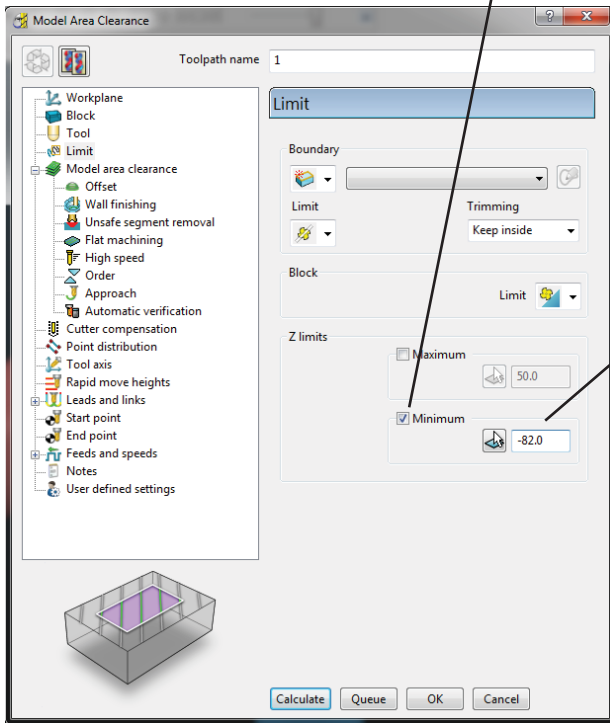 Model Area Clearance
Toolpath name 1
Workplane
Block
Tool
Limit
Model area clearance
Offset
Wall finishing
Unsafe segment removal
Flat machining
High speed
Order
Approach
Automatic verification
Cutter compensation
Point distribution
Tool axis
Rapid move heights
Leads and links
Start point
End point
Feeds and speeds
Notes
User defined settings
Limit
Boundary
Limit Trimming
Keep inside
Block
Limit
Z limits
Maximum
50.0
Minimum
-82.0
Calculate Queue OK Cancel